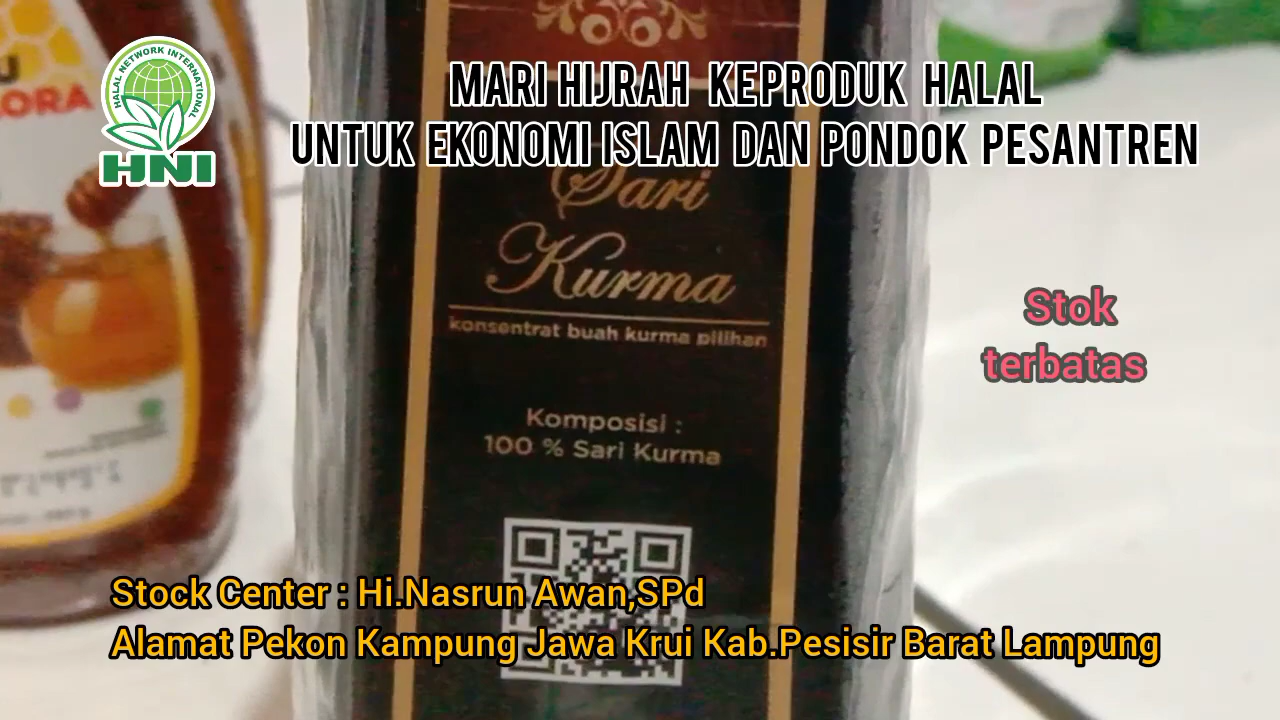 HALAL NETWORK INTERNATIONAL
HNI
MARI HIJRAH KEPRODUK HALAL
UNTUK EKONOMI ISLAM DAN PONDOK PESANTREN
ORA
Sari
Kurma
konsentrat buah kurma pilihan
Stok
terbatas
Komposisi :
100 % Sari Kurma
Stock Center : Hi.Nasrun Awan,SPd
Alamat Pekon Kampung Jawa Krui Kab.Pesisir Barat Lampung